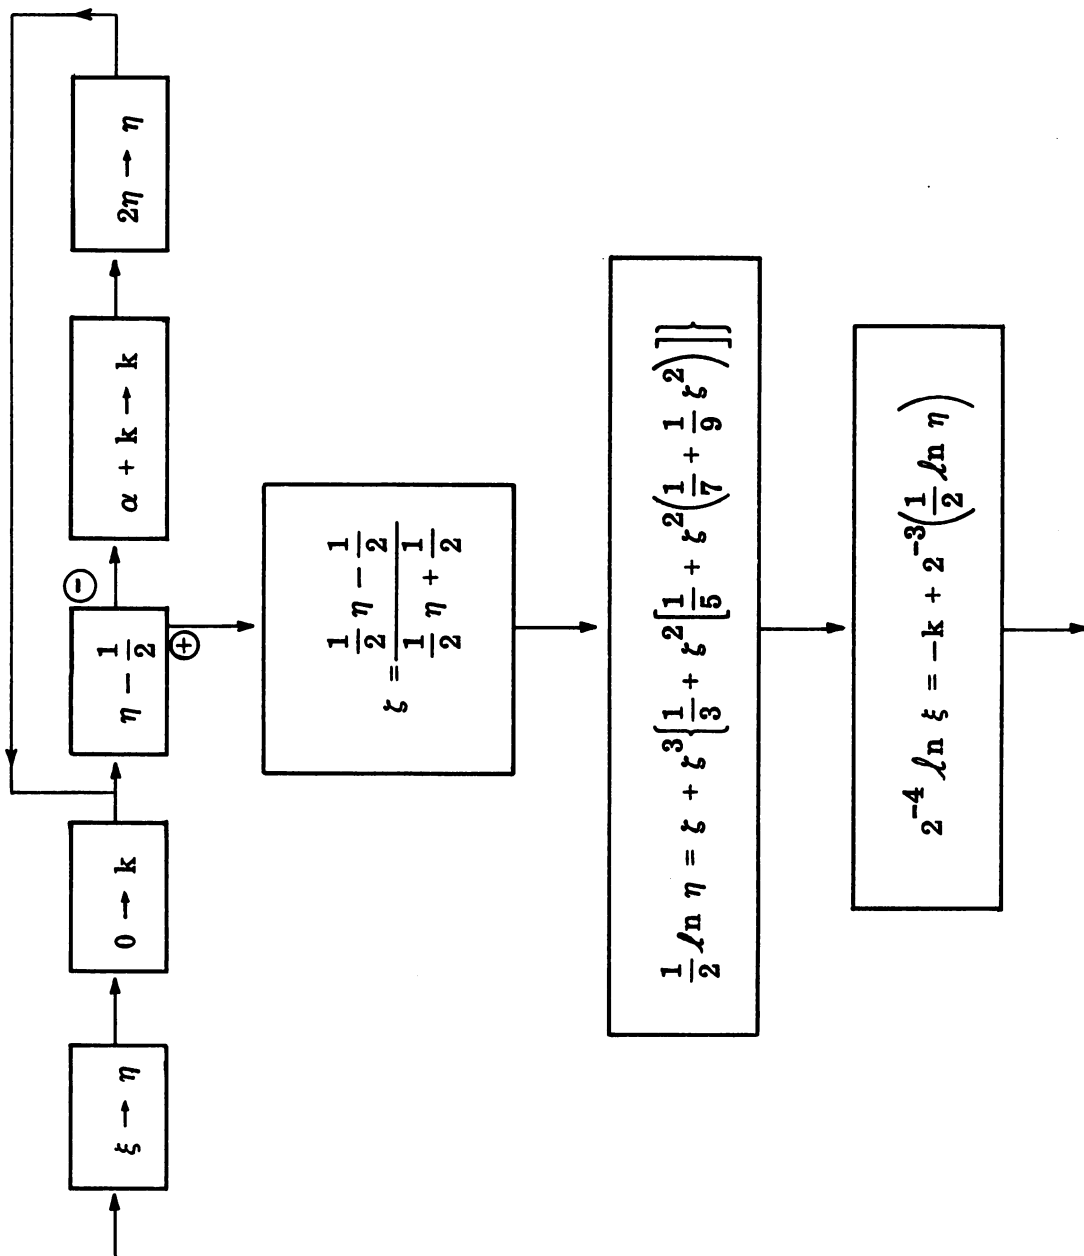 ξ → η
0 → k
η − 1/2
⊖
⊕
α + k → k
2η → η
ζ = (1/2 η − 1/2)/(1/2 η + 1/2)
1/2 ℓn η = ζ + ζ³{1/3 + ζ²[1/5 + ζ²(1/7 + 1/9 ζ²)]}
2⁻⁴ ℓn ξ = −k + 2⁻³(1/2 ℓn η)